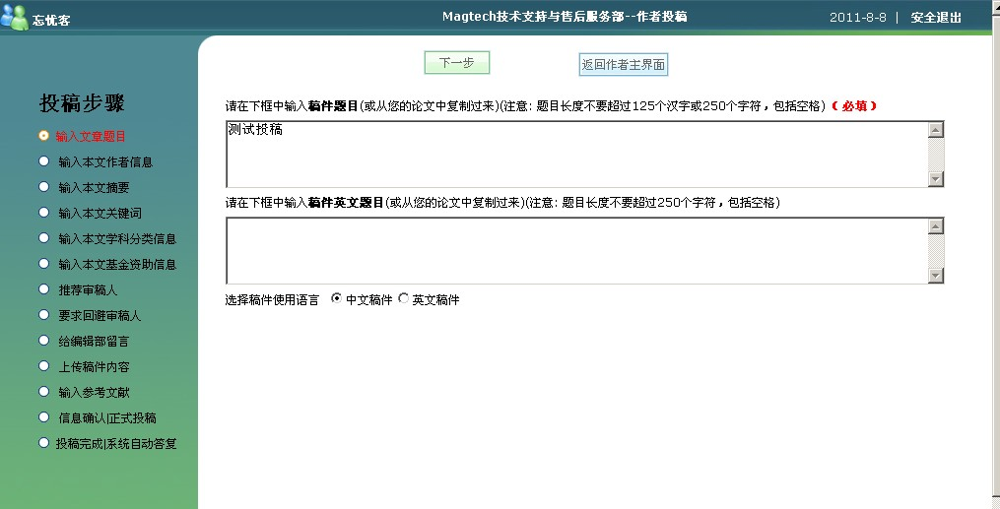 忘忧客
Magtech技术支持与售后服务部--作者投稿
2011-8-8 | 安全退出
下一步
返回作者主界面
投稿步骤
输入文章题目
输入本文作者信息
输入本文摘要
输入本文关键词
输入本文学科分类信息
输入本文基金资助信息
推荐审稿人
要求回避审稿人
给编辑部留言
上传稿件内容
输入参考文献
信息确认|正式投稿
投稿完成|系统自动答复
请在下框中输入稿件题目(或从您的论文中复制过来)(注意: 题目长度不要超过125个汉字或250个字符，包括空格) （必填）
测试投稿
请在下框中输入稿件英文题目(或从您的论文中复制过来)(注意: 题目长度不要超过250个字符，包括空格)
选择稿件使用语言 中文稿件 英文稿件